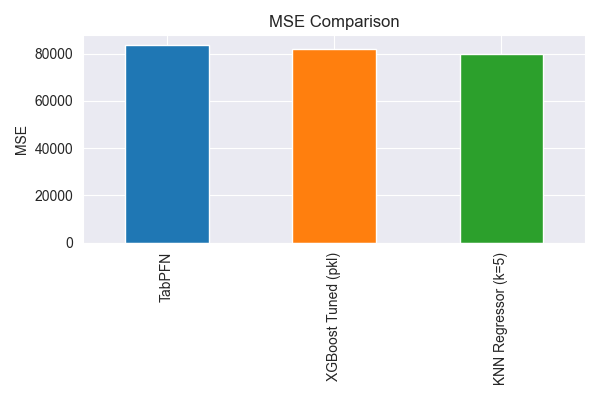 MSE Comparison
MSE
80000
60000
40000
20000
0
TabPFN
XGBoost Tuned (pkl)
KNN Regressor (k=5)